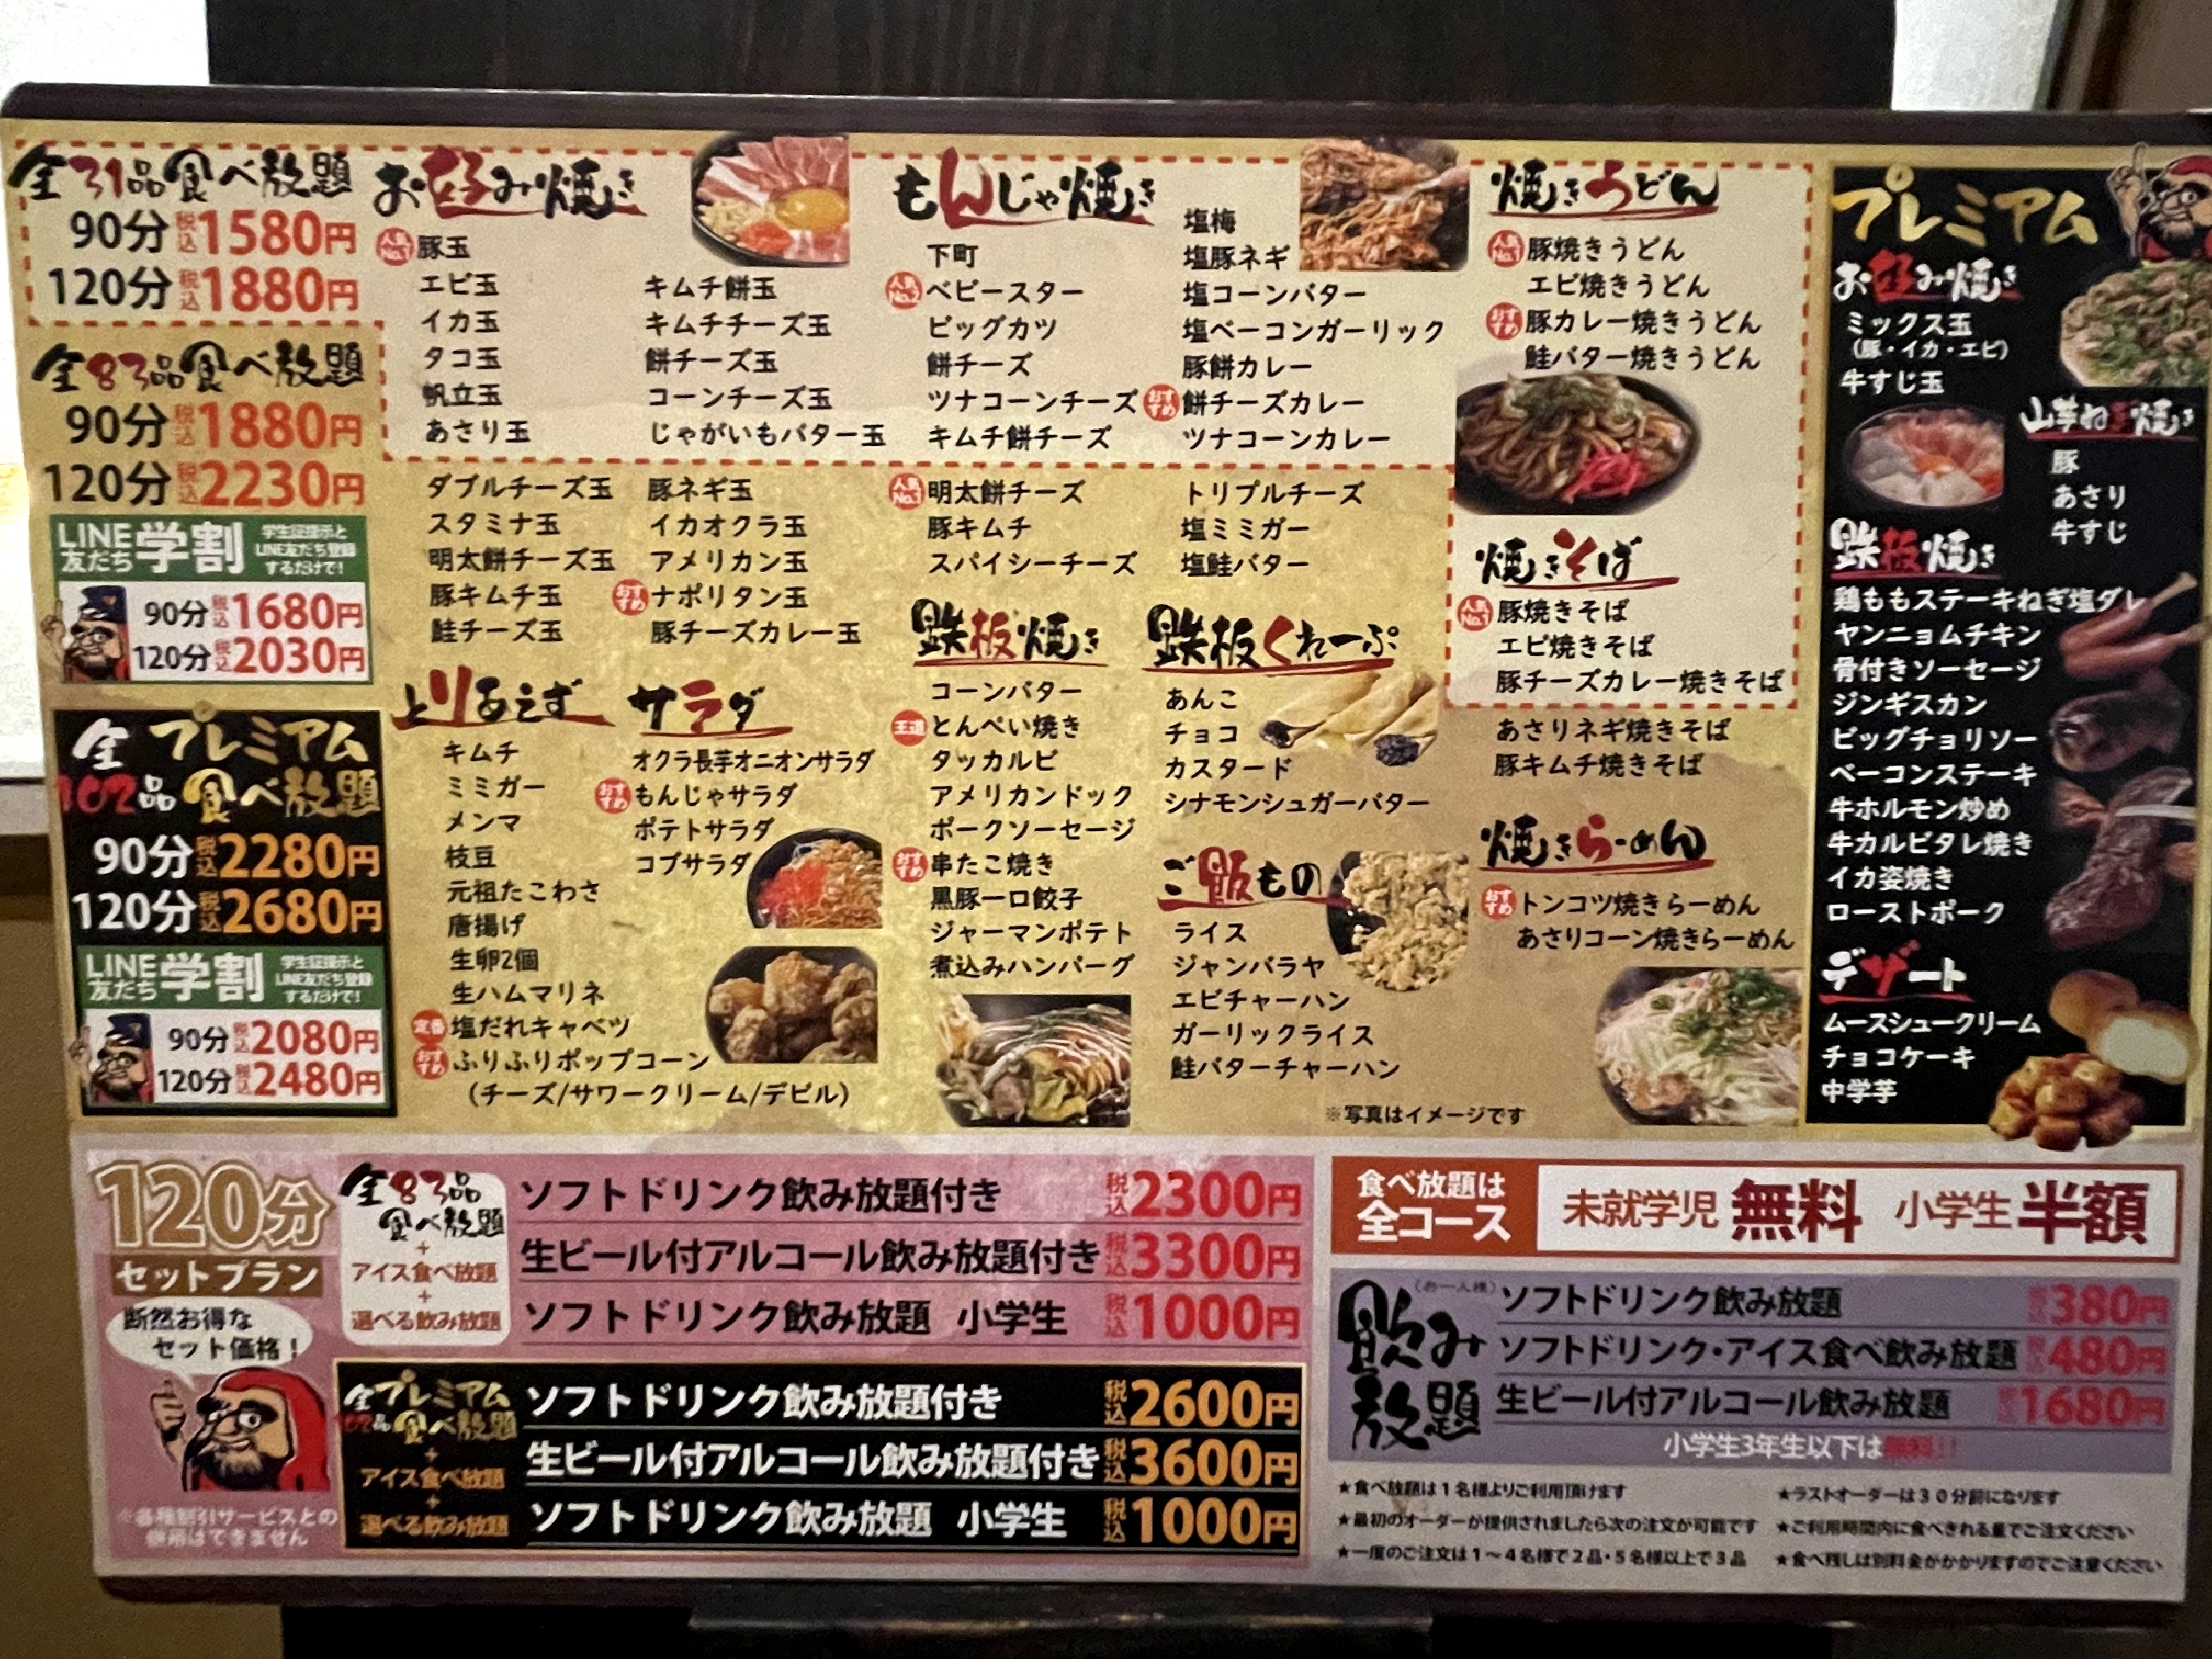 全31品食べ放題
90分 税込1580円
120分 税込1880円
全83品食べ放題
90分 税込1880円
120分 税込2230円
LINE友だち 学割 学生証提示とLINE友だち登録するだけで!
90分 税込1680円
120分 税込2030円
全プレミアム
102品食べ放題
90分 税込2280円
120分 税込2680円
LINE友だち 学割 学生証提示とLINE友だち登録するだけで!
90分 税込2080円
120分 税込2480円
お好み焼き
人気No.1 豚玉
エビ玉
イカ玉
タコ玉
帆立玉
あさり玉
キムチ餅玉
キムチチーズ玉
餅チーズ玉
コーンチーズ玉
じゃがいもバター玉
ダブルチーズ玉
スタミナ玉
明太餅チーズ玉
豚キムチ玉
鮭チーズ玉
豚ネギ玉
イカオクラ玉
アメリカン玉
おすすめ ナポリタン玉
豚チーズカレー玉
とりあえず
キムチ
ミミガー
メンマ
枝豆
元祖たこわさ
唐揚げ
生卵2個
生ハムマリネ
定番 塩だれキャベツ
おすすめ ふりふりポップコーン
(チーズ/サワークリーム/デビル)
サラダ
オクラ長芋オニオンサラダ
おすすめ もんじゃサラダ
ポテトサラダ
コブサラダ
もんじゃ焼き
下町
人気No.2 ベビースター
ビッグカツ
餅チーズ
ツナコーンチーズ
キムチ餅チーズ
塩梅
塩豚ネギ
塩コーンバター
塩ベーコンガーリック
豚餅カレー
おすすめ 餅チーズカレー
ツナコーンカレー
人気No.1 明太餅チーズ
豚キムチ
スパイシーチーズ
トリプルチーズ
塩ミミガー
塩鮭バター
鉄板焼き
コーンバター
王道 とんぺい焼き
タッカルビ
アメリカンドック
ポークソーセージ
おすすめ 串たこ焼き
黒豚一口餃子
ジャーマンポテト
煮込みハンバーグ
鉄板くれーぷ
あんこ
チョコ
カスタード
シナモンシュガーバター
ご飯もの
ライス
ジャンバラヤ
エビチャーハン
ガーリックライス
鮭バターチャーハン
※写真はイメージです
焼きうどん
人気No.1 豚焼きうどん
エビ焼きうどん
おすすめ 豚カレー焼きうどん
鮭バター焼きうどん
焼きそば
人気No.1 豚焼きそば
エビ焼きそば
豚チーズカレー焼きそば
あさりネギ焼きそば
豚キムチ焼きそば
焼きらーめん
おすすめ トンコツ焼きらーめん
あさりコーン焼きらーめん
プレミアム
お好み焼き
ミックス玉
(豚・イカ・エビ)
牛すじ玉
山芋ねぎ焼き
豚
あさり
牛すじ
鉄板焼き
鶏ももステーキねぎ塩ダレ
ヤンニョムチキン
骨付きソーセージ
ジンギスカン
ビッグチョリソー
ベーコンステーキ
牛ホルモン炒め
牛カルビタレ焼き
イカ姿焼き
ローストポーク
デザート
ムースシュークリーム
チョコケーキ
中学芋
120分
セットプラン
断然お得な
セット価格!
※各種割引サービスとの
併用はできません
全83品
食べ放題
+
アイス食べ放題
+
選べる飲み放題
ソフトドリンク飲み放題付き 税込2300円
生ビール付アルコール飲み放題付き 税込3300円
ソフトドリンク飲み放題 小学生 税込1000円
全プレミアム
102品食べ放題
+
アイス食べ放題
+
選べる飲み放題
ソフトドリンク飲み放題付き 税込2600円
生ビール付アルコール飲み放題付き 税込3600円
ソフトドリンク飲み放題 小学生 税込1000円
食べ放題は
全コース
未就学児 無料 小学生 半額
飲み放題
(お一人様)
ソフトドリンク飲み放題 税込380円
ソフトドリンク・アイス食べ飲み放題 税込480円
生ビール付アルコール飲み放題 税込1680円
小学生3年生以下は無料!!
★食べ放題は1名様よりご利用頂けます
★最初のオーダーが提供されましたら次の注文が可能です
★一度のご注文は1～4名様で2品・5名様以上で3品
★ラストオーダーは30分前になります
★ご利用時間内に食べきれる量でご注文ください
★食べ残しは別料金がかかりますのでご注意ください